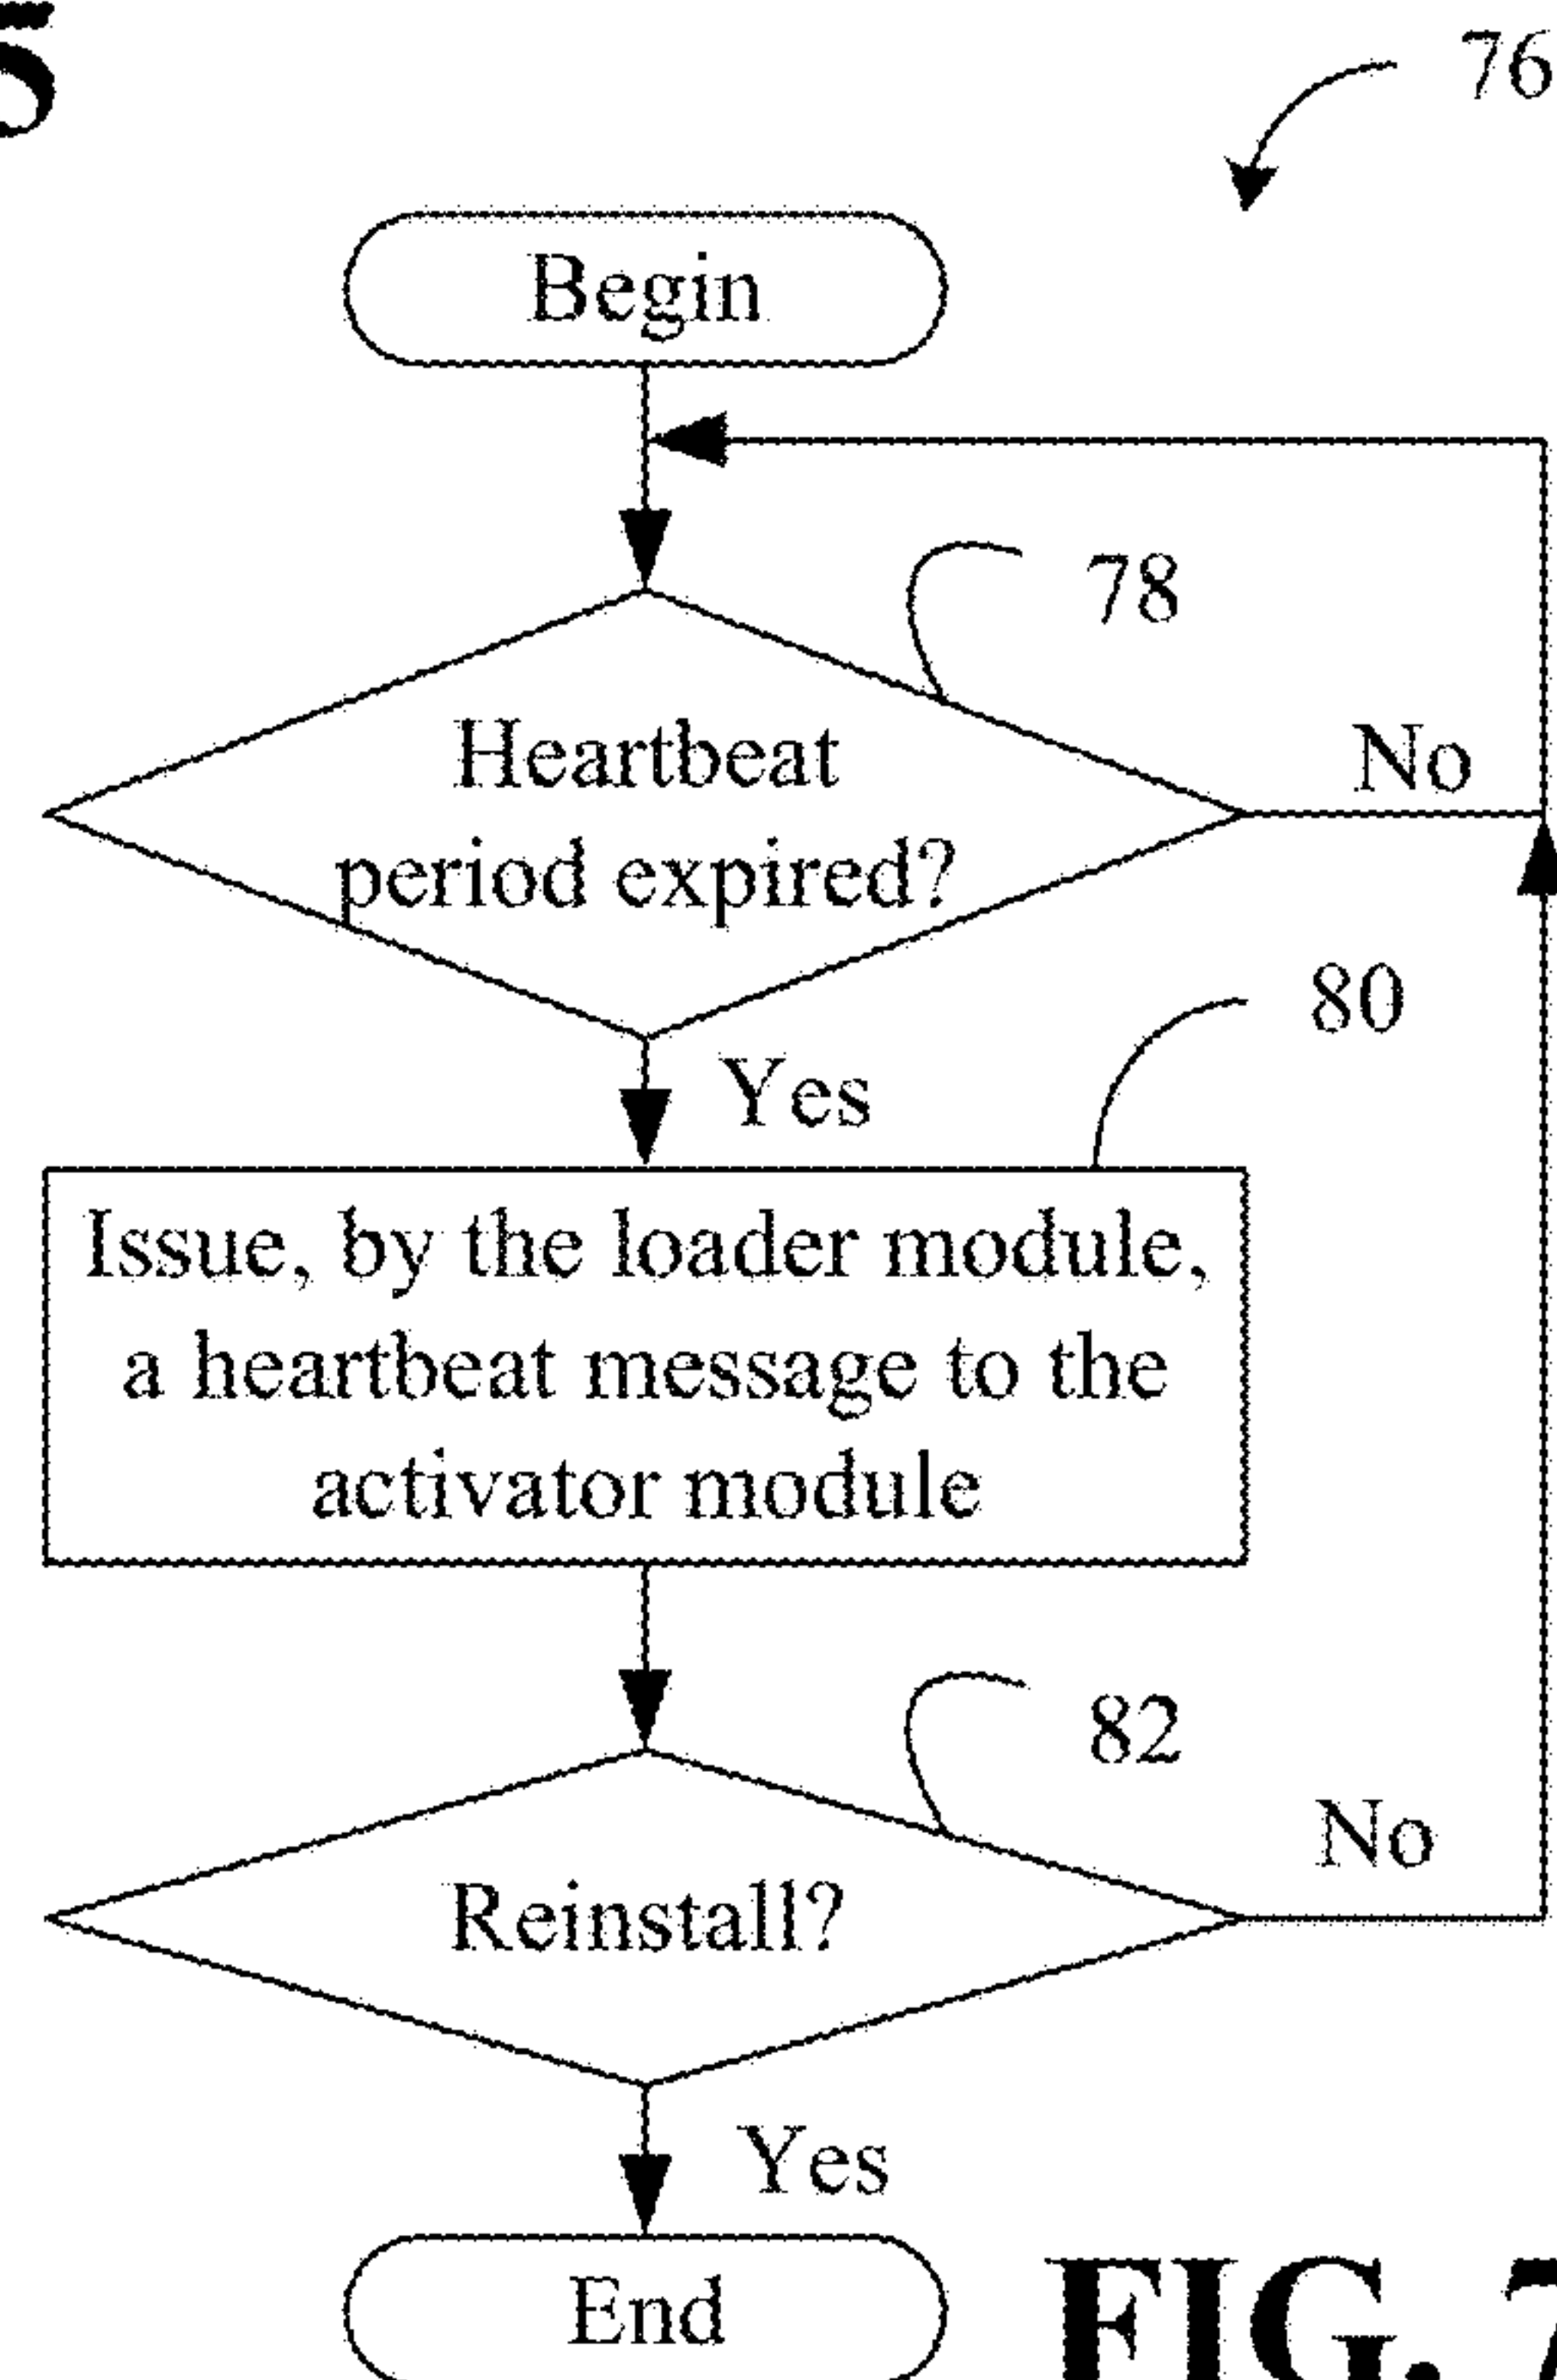 5
76
Begin
78
Heartbeat
period expired?
No
Yes
80
Issue, by the loader module,
a heartbeat message to the
activator module
82
Reinstall?
No
Yes
End
FIG. 7